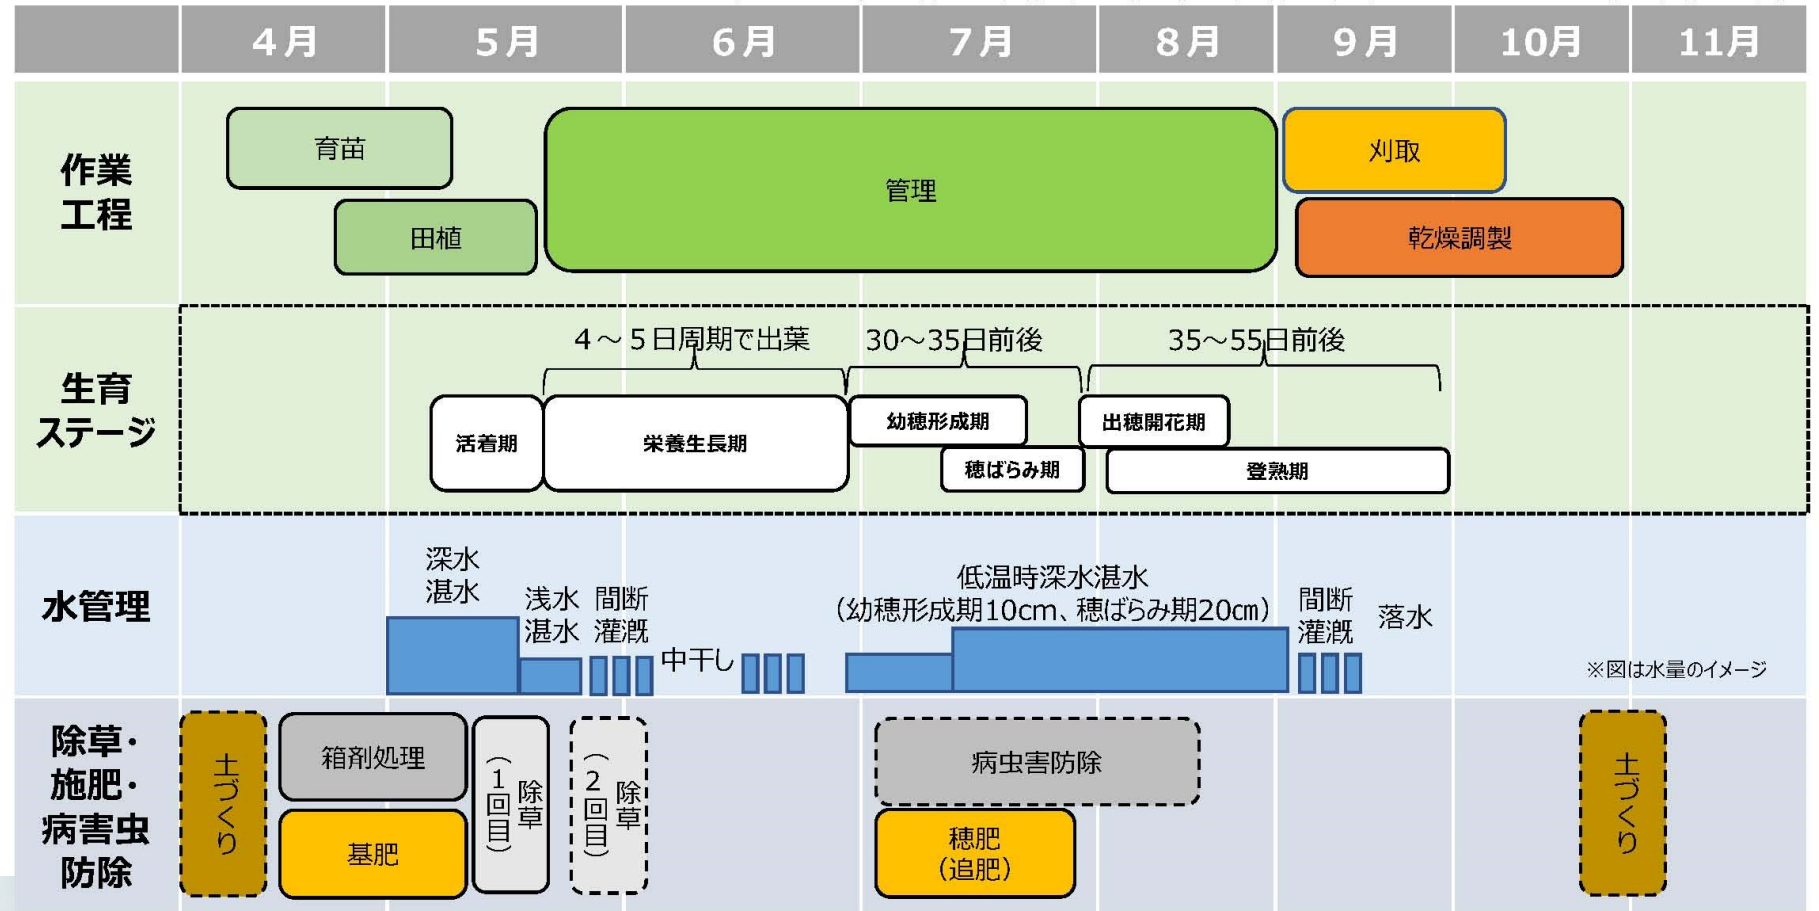 ４月
５月
６月
７月
８月
９月
10月
11月
作業
工程
育苗
田植
管理
刈取
乾燥調製
生育
ステージ
４～５日周期で出葉
30～35日前後
35～55日前後
活着期
栄養生長期
幼穂形成期
穂ばらみ期
出穂開花期
登熟期
水管理
深水
湛水
浅水
湛水
間断
灌漑
中干し
低温時深水湛水
（幼穂形成期10cm、穂ばらみ期20㎝）
間断
灌漑
落水
※図は水量のイメージ
除草・
施肥・
病害虫
防除
土づくり
箱剤処理
基肥
除草
（１回目）
除草
（２回目）
病虫害防除
穂肥
（追肥）
土づくり